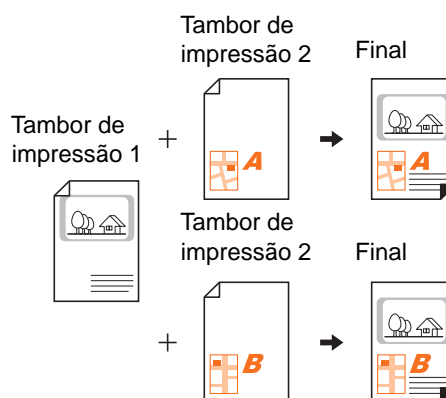 Tambor de
impressão 2
Final
Tambor de
impressão 1
+
A
A
Tambor de
impressão 2
Final
+
B
B